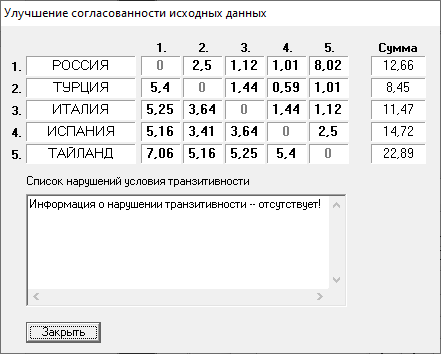 Улучшение согласованности исходных данных
1. 2. 3. 4. 5. Сумма
1. РОССИЯ 0 2,5 1,12 1,01 8,02 12,66
2. ТУРЦИЯ 5,4 0 1,44 0,59 1,01 8,45
3. ИТАЛИЯ 5,25 3,64 0 1,44 1,12 11,47
4. ИСПАНИЯ 5,16 3,41 3,64 0 2,5 14,72
5. ТАЙЛАНД 7,06 5,16 5,25 5,4 0 22,89
Список нарушений условия транзитивности
Информация о нарушении транзитивности -- отсутствует!
Закрыть